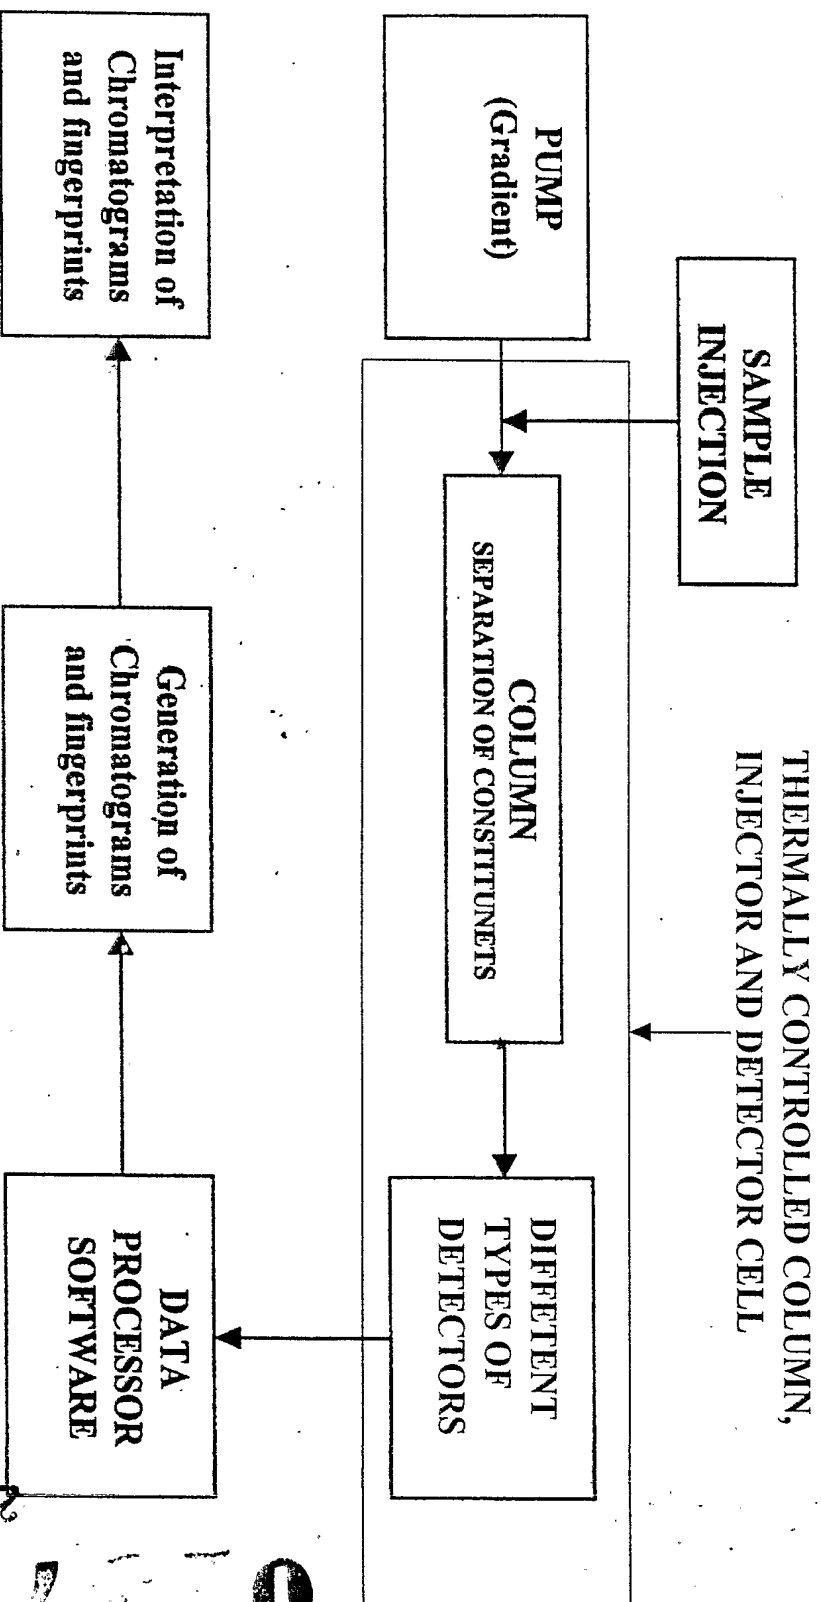 THERMALLY CONTROLLED COLUMN,
INJECTOR AND DETECTOR CELL
SAMPLE
INJECTION
PUMP
(Gradient)
COLUMN
SEPARATION OF CONSTITUNETS
DIFFETENT
TYPES OF
DETECTORS
Interpretation of
Chromatograms
and fingerprints
Generation of
Chromatograms
and fingerprints
DATA
PROCESSOR
SOFTWARE